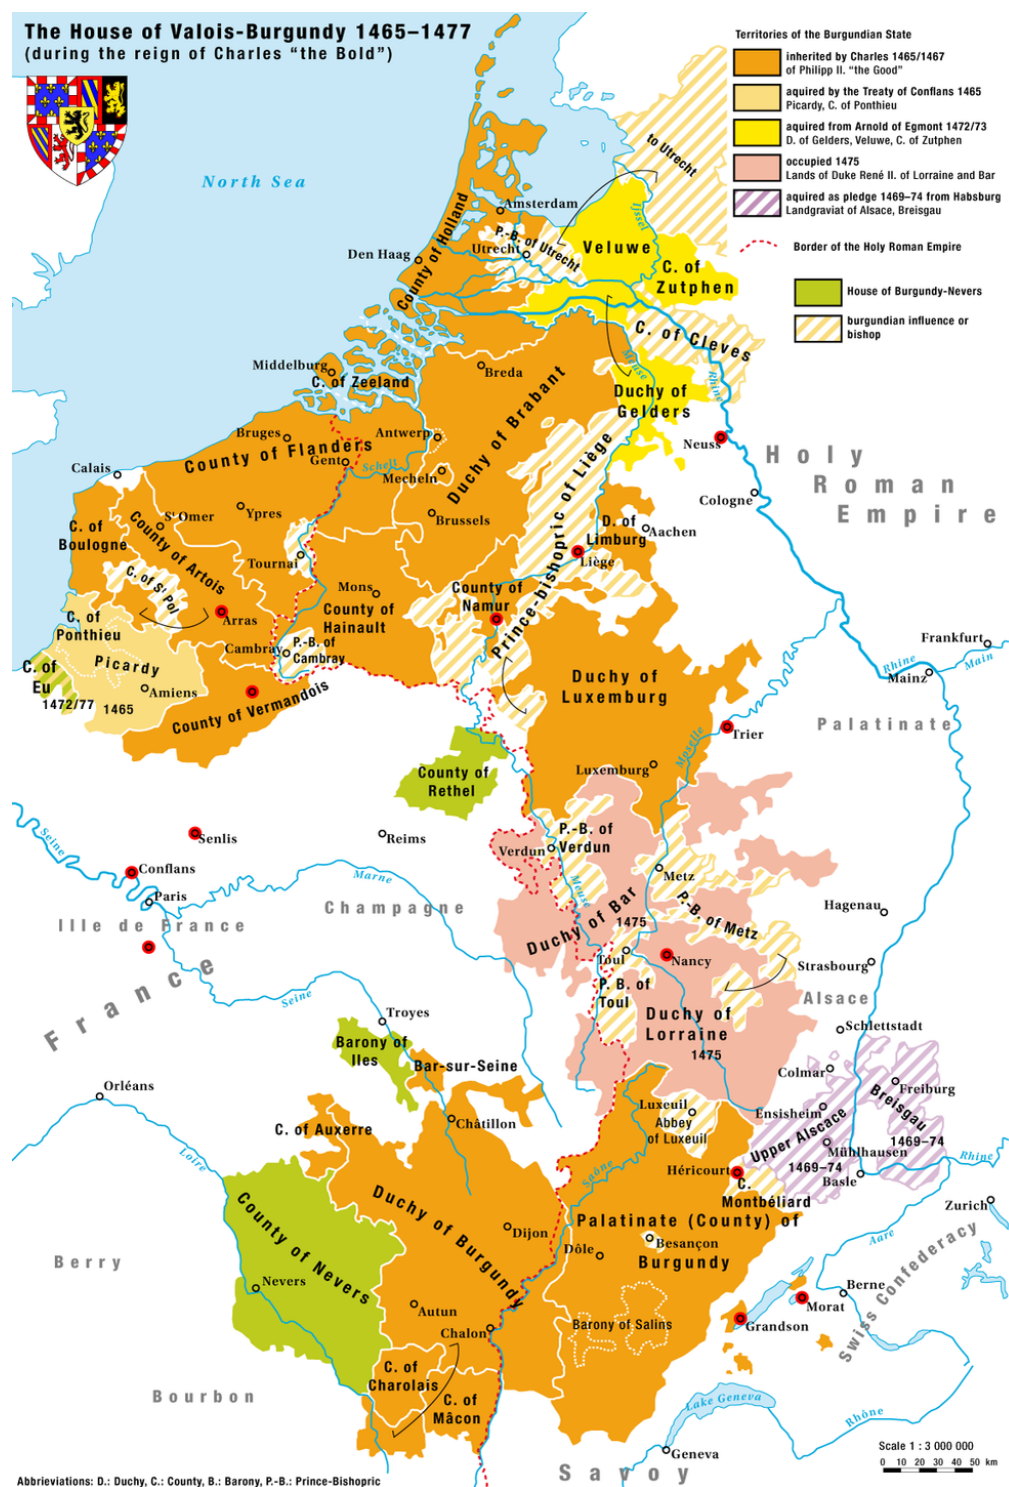 The House of Valois-Burgundy 1465–1477
(during the reign of Charles “the Bold”)
Territories of the Burgundian State
inherited by Charles 1465/1467
of Philipp II. “the Good”
aquired by the Treaty of Conflans 1465
Picardy, C. of Ponthieu
aquired from Arnold of Egmont 1472/73
D. of Gelders, Veluwe, C. of Zutphen
occupied 1475
Lands of Duke René II. of Lorraine and Bar
aquired as pledge 1469–74 from Habsburg
Landgraviat of Alsace, Breisgau
Border of the Holy Roman Empire
House of Burgundy-Nevers
burgundian influence or
bishop
North Sea
to Utrecht
Amsterdam
County of Holland
P.-B. of Utrecht
Utrecht
IJssel
Veluwe
Den Haag
C. of
Zutphen
C. of Cleves
Middelburg
C. of Zeeland
Breda
Meuse
Rhine
Duchy of
Gelders
Duchy of Brabant
Bruges
Antwerp
County of Flanders
Gent
Schelt
Mecheln
Neuss
Calais
Cologne
Holy
Roman
Empire
C. of
Boulogne
St Omer
Ypres
Brussels
County of Artois
Tournai
Prince-bishopric of Liège
D. of
Limburg
Aachen
Liège
C. of St Pol
Arras
Mons
County of
Hainault
County of
Namur
C. of
Ponthieu
Picardy
Cambray
P.-B. of
Cambray
C. of
Eu
1472/77
1465
Amiens
County of Vermandois
Duchy of
Luxemburg
Frankfurt
Rhine
Main
Mainz
Palatinate
Trier
Moselle
Luxemburg
County of
Rethel
Seine
Senlis
Reims
Conflans
Paris
Marne
Verdun
P.-B. of
Verdun
Meuse
Metz
P.-B. of Metz
Ille de France
Champagne
Duchy of Bar
1475
Hagenau
France
Toul
Nancy
Strasbourg
P. B. of
Toul
Alsace
Seine
Duchy of
Lorraine
1475
Schlettstadt
Troyes
Barony of
Iles
Bar-sur-Seine
Colmar
Freiburg
Breisgau
1469–74
Orléans
C. of Auxerre
Châtillon
Luxeuil
Abbey
of Luxeuil
Ensisheim
Upper Alscace
1469–74
Mühlhausen
Loire
Saône
Héricourt
C.
Montbéliard
Basle
Rhine
County of Nevers
Duchy of Burgundy
Dijon
Palatinate (County) of
Burgundy
Dôle
Besançon
Zurich
Aare
Berry
Nevers
Autun
Chalon
Barony of Salins
Berne
Morat
Grandson
Swiss Confederacy
Bourbon
C. of
Charolais
C. of
Mâcon
Lake Geneva
Rhône
Geneva
Savoy
Scale 1 : 3 000 000
0 10 20 30 40 50 km
Abbreviations: D.: Duchy, C.: County, B.: Barony, P.-B.: Prince-Bishopric